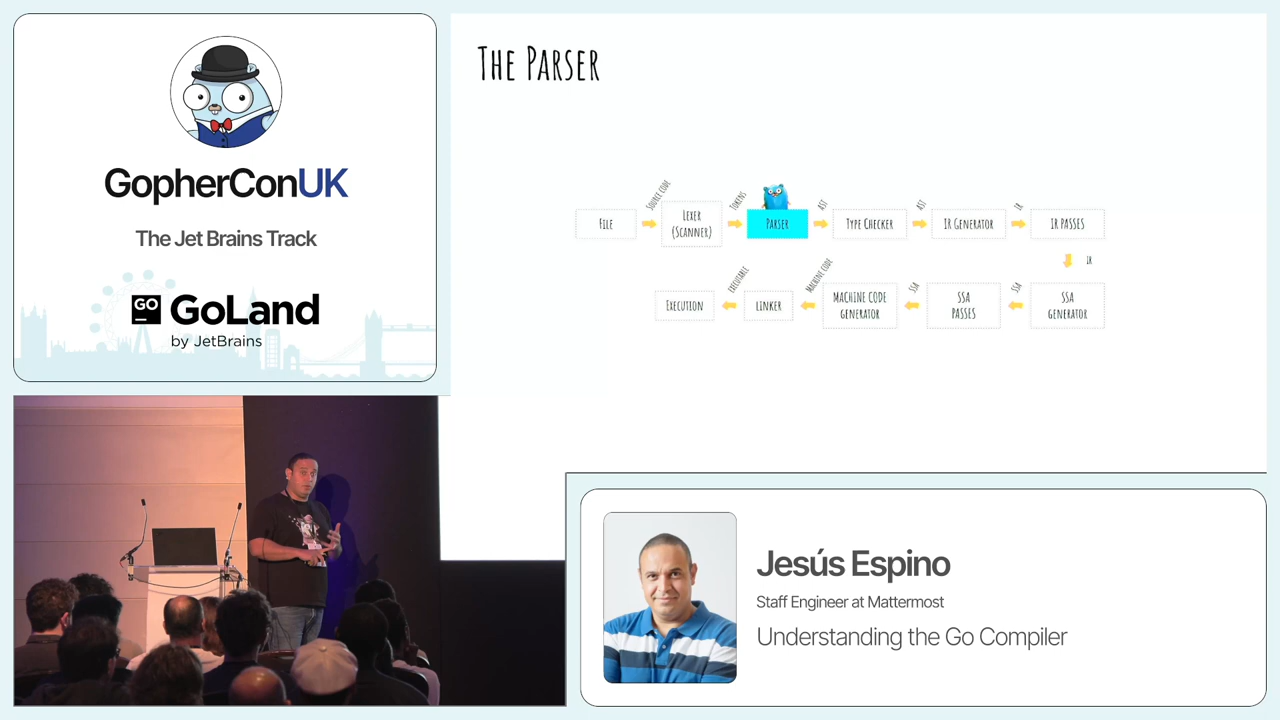 GopherConUK
The Jet Brains Track
GO GoLand
by JetBrains
THE PARSER
SOURCE CODE
TOKENS
AST
AST
IR
FILE
LEXER
(SCANNER)
PARSER
TYPE CHECKER
IR GENERATOR
IR PASSES
IR
EXECUTABLE
MACHINE CODE
SSA
SSA
EXECUTION
LINKER
MACHINE CODE
GENERATOR
SSA
PASSES
SSA
GENERATOR
Jesús Espino
Staff Engineer at Mattermost
Understanding the Go Compiler